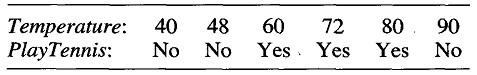 Temperature: 40 48 60 72 80 90
PlayTennis: No No Yes Yes Yes No